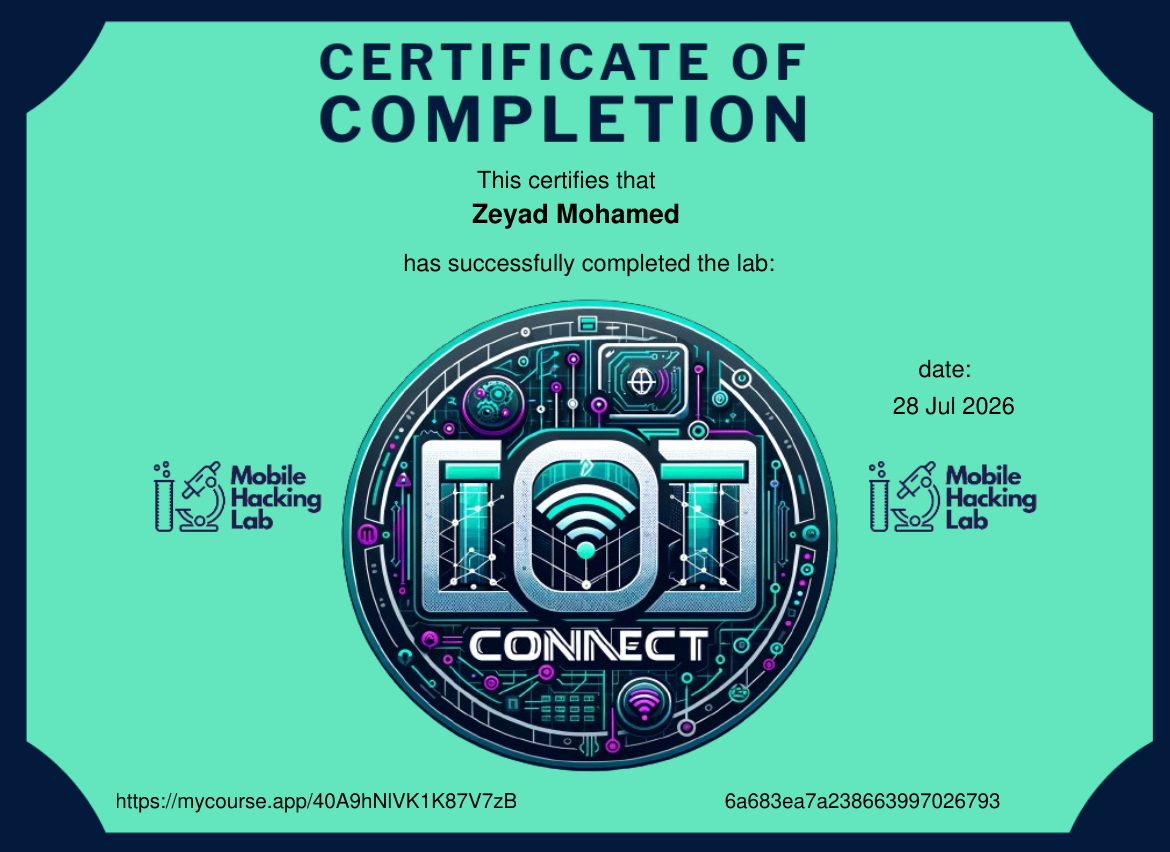 CERTIFICATE OF
COMPLETION
This certifies that
Zeyad Mohamed
has successfully completed the lab:
date:
28 Jul 2026
IOT
CONNECT
Mobile
Hacking
Lab
Mobile
Hacking
Lab
https://mycourse.app/40A9hNlVK1K87V7zB
6a683ea7a238663997026793